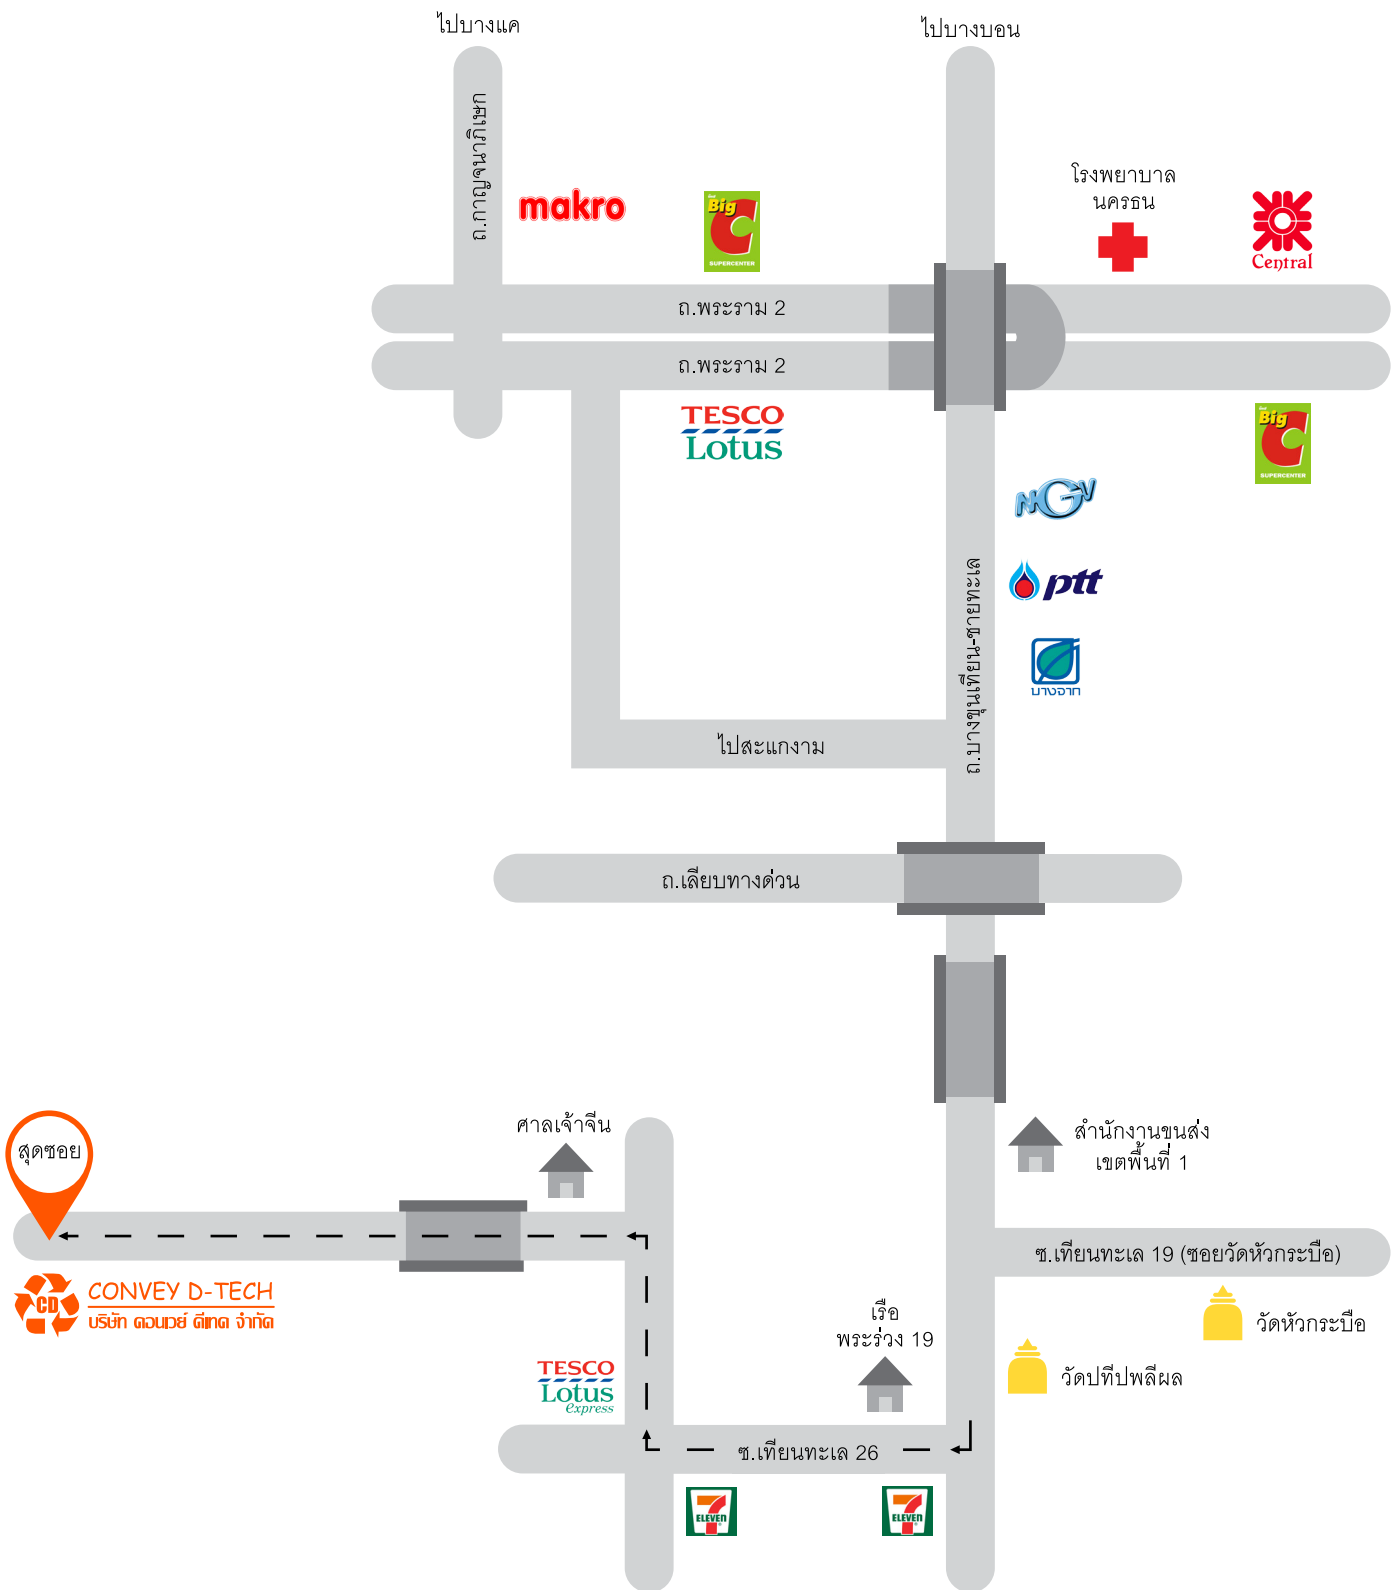 ไปบางแค
ไปบางบอน
ถ.กาญจนาภิเษก
makro
Big
C
SUPERCENTER
โรงพยาบาล
นครธน
Central
ถ.พระราม 2
ถ.พระราม 2
TESCO
Lotus
Big
C
SUPERCENTER
NGV
ptt
ถ.บางขุนเทียน-ชายทะเล
บางจาก
ไปสะแกงาม
ถ.เลียบทางด่วน
ศาลเจ้าจีน
สำนักงานขนส่ง
เขตพื้นที่ 1
สุดซอย
ซ.เทียนทะเล 19 (ซอยวัดหัวกระบือ)
CD
CONVEY D-TECH
บริษัท คอนเวย์ ดีเทค จำกัด
เรือ
พระร่วง 19
วัดหัวกระบือ
วัดปทีปพลีผล
TESCO
Lotus
express
ซ.เทียนทะเล 26
7
ELEVEN
7
ELEVEN